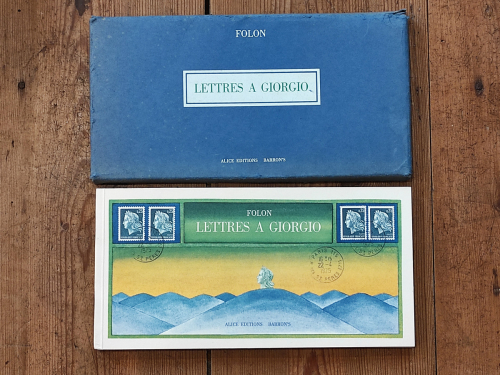 FOLON
LETTRES A GIORGIO
ALICE EDITIONS BARRON'S
FOLON
LETTRES A GIORGIO
ALICE EDITIONS BARRON'S